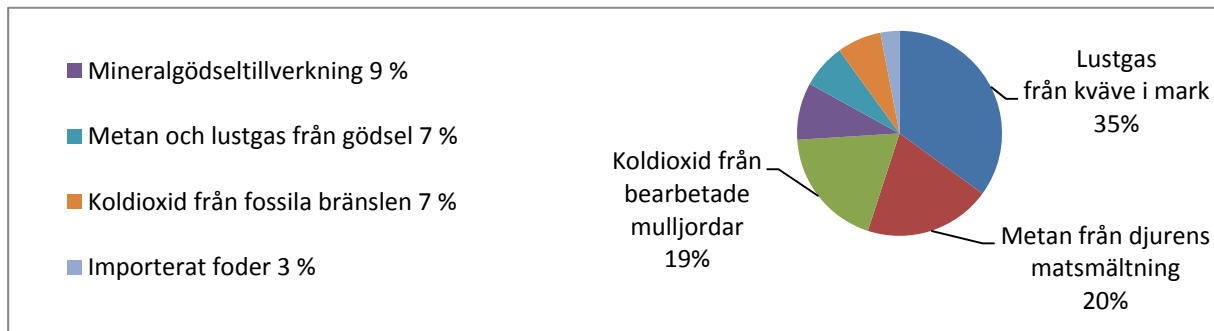 Mineralgödseltillverkning 9 %
Metan och lustgas från gödsel 7 %
Koldioxid från fossila bränslen 7 %
Importerat foder 3 %
Lustgas
från kväve i mark
35%
Koldioxid från
bearbetade
mulljordar
19%
Metan från djurens
matsmältning
20%